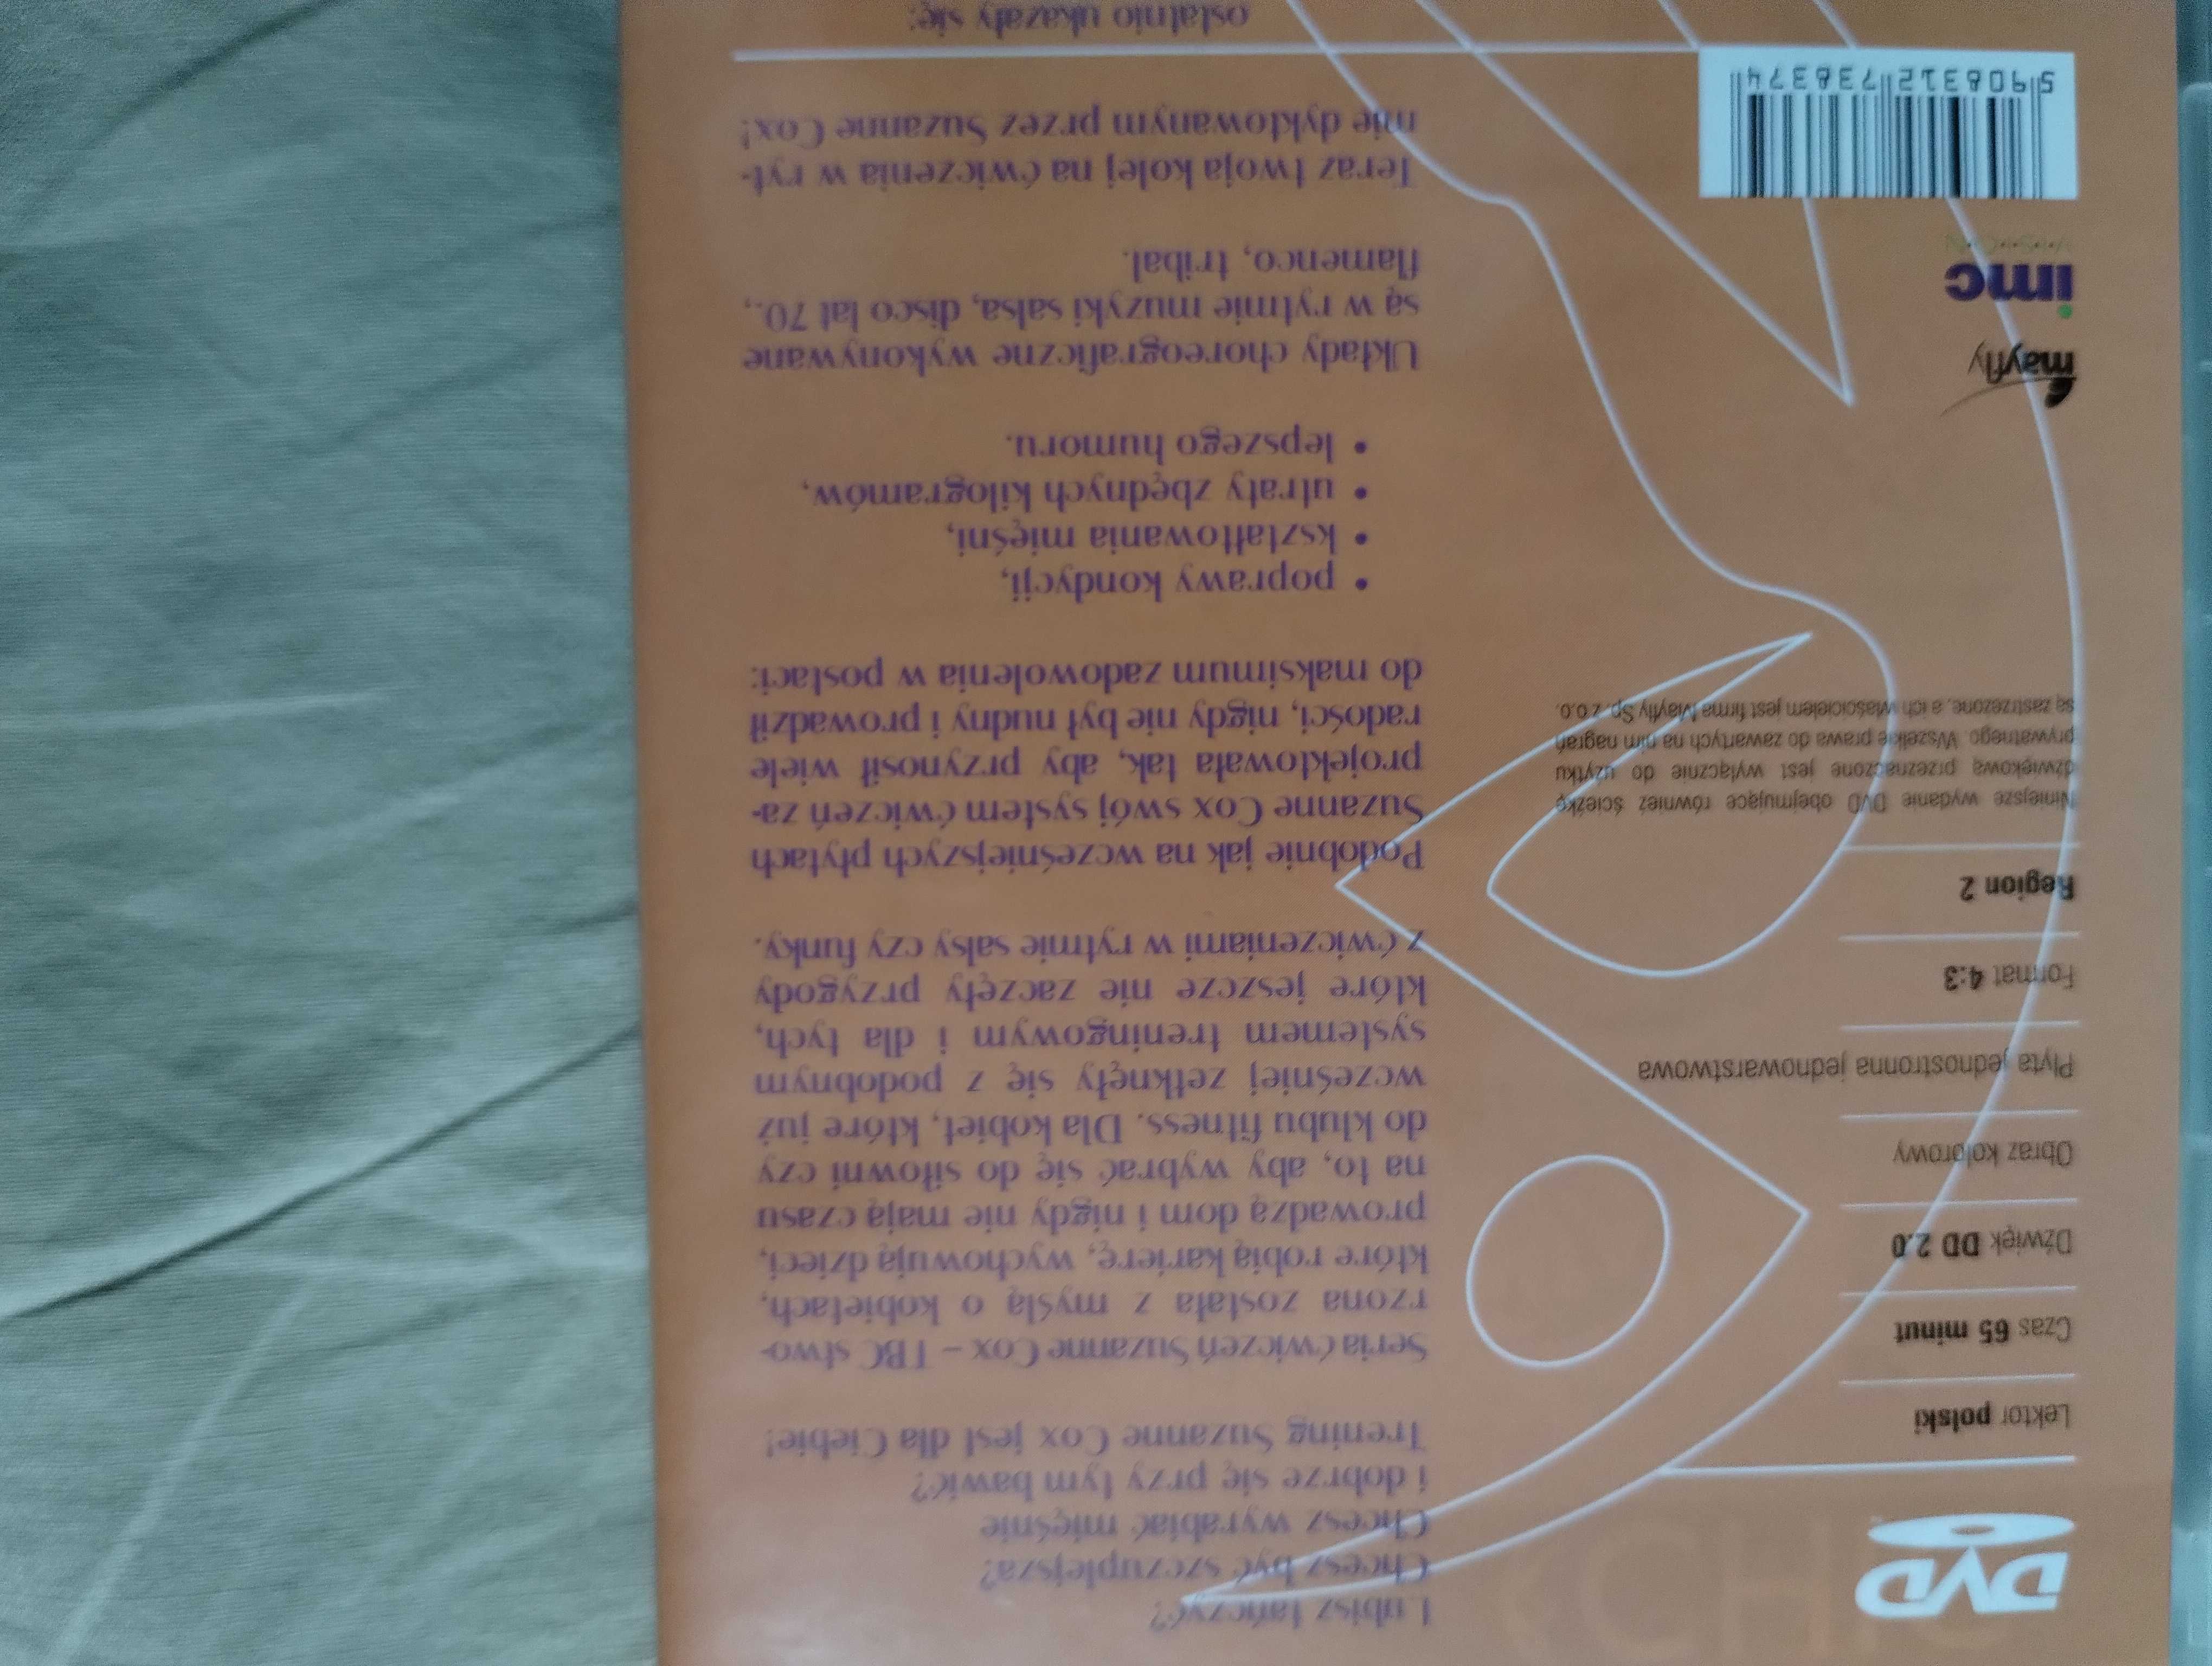 Lubisz tańczyć?
Chcesz być szczuplejsza?
Chcesz wyrabiać mięśnie
i dobrze się przy tym bawić?
Trening Suzanne Cox jest dla Ciebie!
Seria ćwiczeń Suzanne Cox – TBC stwo-
rzona została z myślą o kobietach,
które robią karierę, wychowują dzieci,
prowadzą dom i nigdy nie mają czasu
na to, aby wybrać się do siłowni czy
do klubu fitness. Dla kobiet, które już
wcześniej zetknęły się z podobnym
systemem treningowym i dla tych,
które jeszcze nie zaczęły przygody
z ćwiczeniami w rytmie salsy czy funky.
Podobnie jak na wcześniejszych płytach
Suzanne Cox swój system ćwiczeń za-
projektowała tak, aby przynosił wiele
radości, nigdy nie był nudny i prowadził
do maksimum zadowolenia w postaci:
• poprawy kondycji,
• kształtowania mięśni,
• utraty zbędnych kilogramów,
• lepszego humoru.
Układy choreograficzne wykonywane
są w rytmie muzyki salsa, disco lat 70.,
flamenco, tribal.
Teraz twoja kolej na ćwiczenia w ryt-
mie dyktowanym przez Suzanne Cox!
ostatnio ukazały się:
DVD
Lektor polski
Czas 65 minut
Dźwięk DD 2.0
Obraz kolorowy
Płyta jednostronna jednowarstwowa
Format 4:3
Region 2
Niniejsze wydanie DVD obejmujące również ścieżkę
dźwiękową przeznaczone jest wyłącznie do użytku
prywatnego. Wszelkie prawa do zawartych na nim nagrań
są zastrzeżone, a ich właścicielem jest firma Mayfly Sp. z o.o.
mayfly
imc
VISION
5 908312 738374